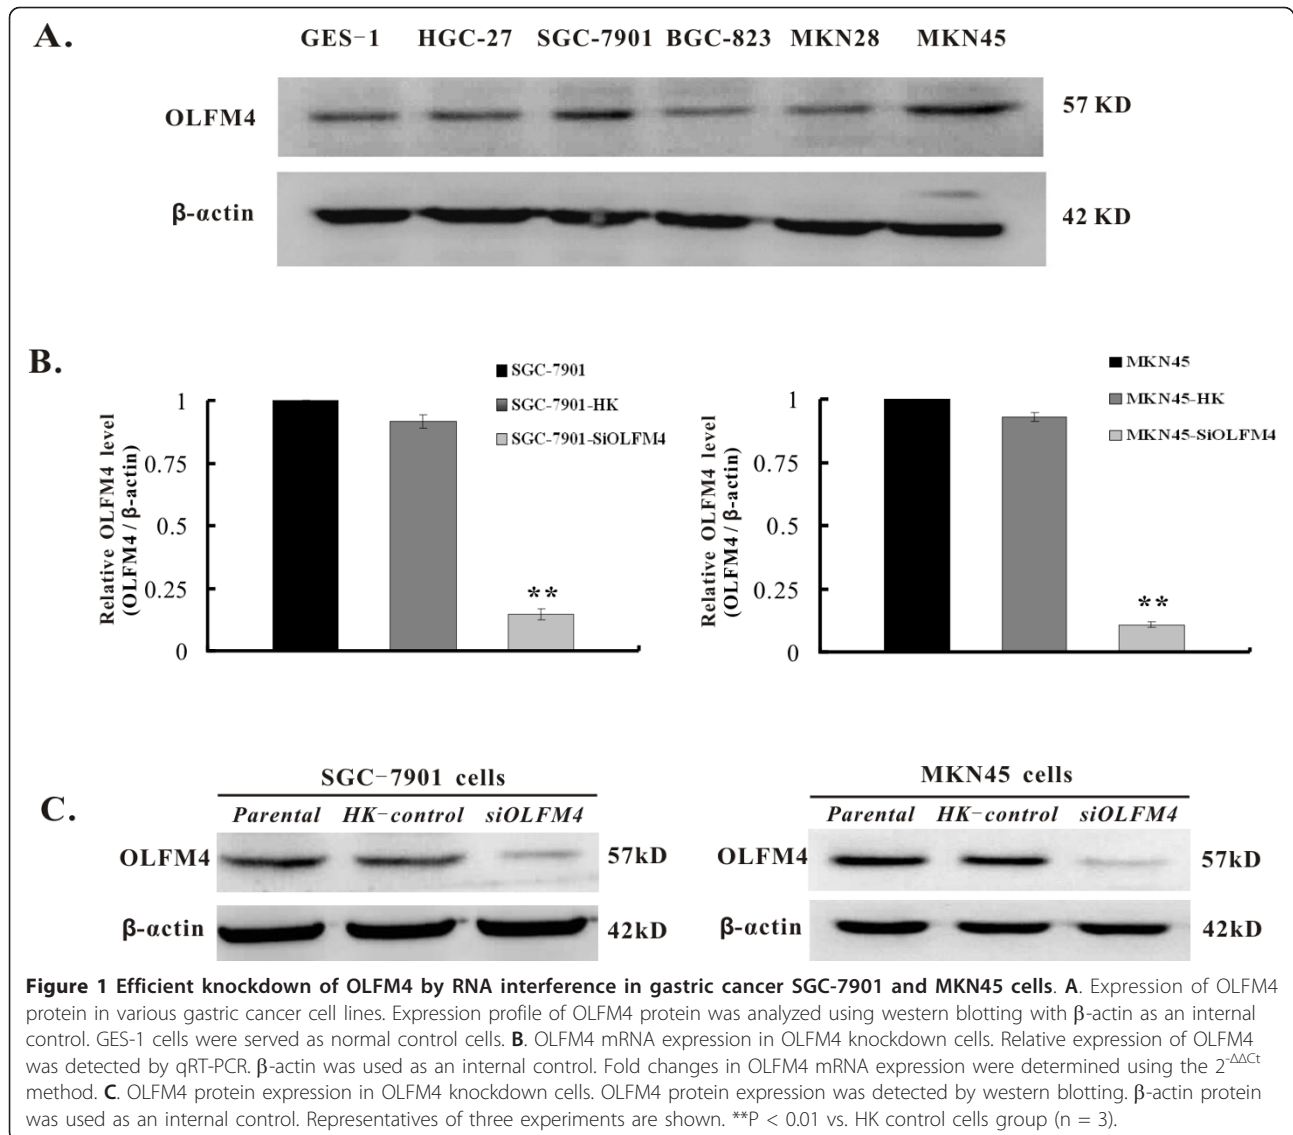 A.
GES-1 HGC-27 SGC-7901 BGC-823 MKN28 MKN45
OLFM4 57 KD
β-actin 42 KD
B.
SGC-7901
SGC-7901-HK
SGC-7901-SiOLFM4
Relative OLFM4 level
(OLFM4 / β-actin)
1
0.75
0.5
0.25
0
**
MKN45
MKN45-HK
MKN45-SiOLFM4
Relative OLFM4 level
(OLFM4 / β-actin)
1
0.75
0.5
0.25
0
**
C.
SGC-7901 cells
Parental HK-control siOLFM4
OLFM4 57kD
β-actin 42kD
MKN45 cells
Parental HK-control siOLFM4
OLFM4 57kD
β-actin 42kD
Figure 1 Efficient knockdown of OLFM4 by RNA interference in gastric cancer SGC-7901 and MKN45 cells. A. Expression of OLFM4
protein in various gastric cancer cell lines. Expression profile of OLFM4 protein was analyzed using western blotting with β-actin as an internal
control. GES-1 cells were served as normal control cells. B. OLFM4 mRNA expression in OLFM4 knockdown cells. Relative expression of OLFM4
was detected by qRT-PCR. β-actin was used as an internal control. Fold changes in OLFM4 mRNA expression were determined using the 2-ΔΔCt
method. C. OLFM4 protein expression in OLFM4 knockdown cells. OLFM4 protein expression was detected by western blotting. β-actin protein
was used as an internal control. Representatives of three experiments are shown. **P < 0.01 vs. HK control cells group (n = 3).